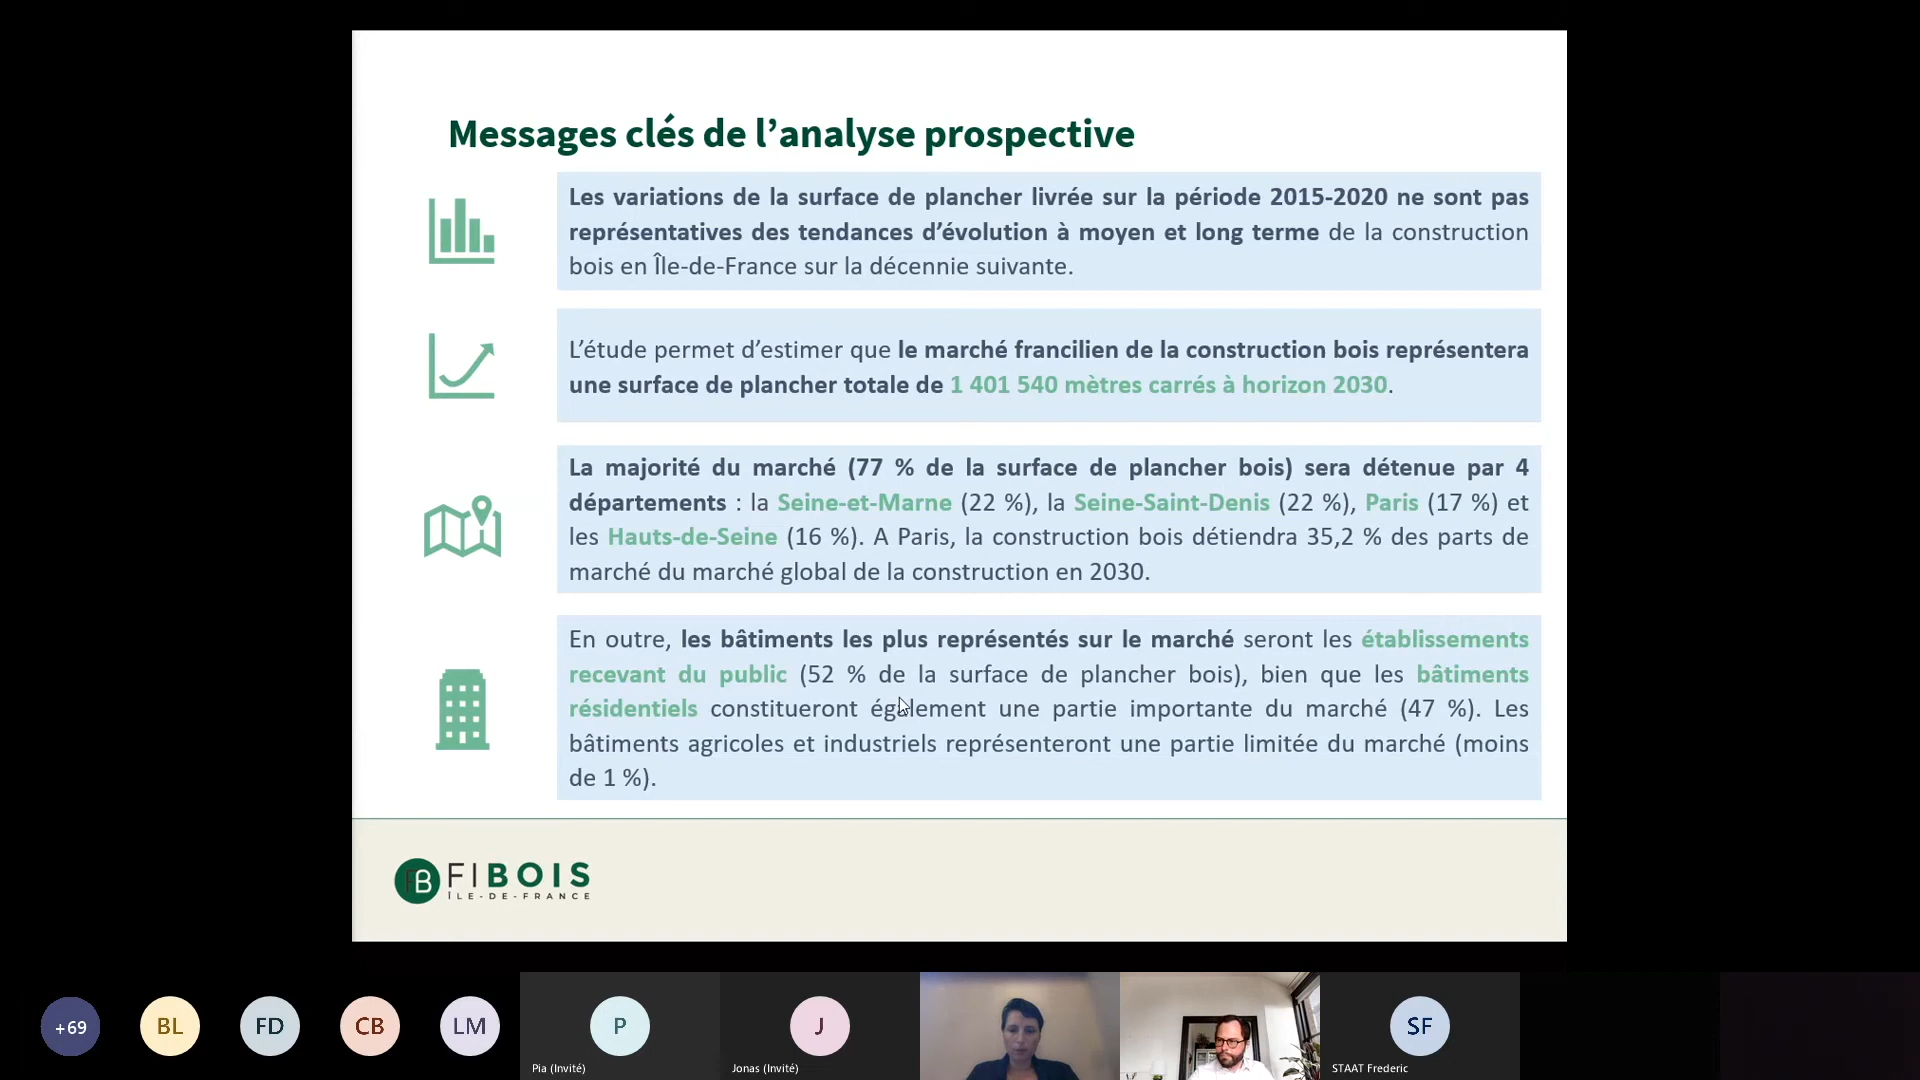 Messages clés de l’analyse prospective
Les variations de la surface de plancher livrée sur la période 2015-2020 ne sont pas
représentatives des tendances d’évolution à moyen et long terme de la construction
bois en Île-de-France sur la décennie suivante.
L’étude permet d’estimer que le marché francilien de la construction bois représentera
une surface de plancher totale de 1 401 540 mètres carrés à horizon 2030.
La majorité du marché (77 % de la surface de plancher bois) sera détenue par 4
départements : la Seine-et-Marne (22 %), la Seine-Saint-Denis (22 %), Paris (17 %) et
les Hauts-de-Seine (16 %). A Paris, la construction bois détiendra 35,2 % des parts de
marché du marché global de la construction en 2030.
En outre, les bâtiments les plus représentés sur le marché seront les établissements
recevant du public (52 % de la surface de plancher bois), bien que les bâtiments
résidentiels constitueront également une partie importante du marché (47 %). Les
bâtiments agricoles et industriels représenteront une partie limitée du marché (moins
de 1 %).
FB FIBOIS
ÎLE-DE-FRANCE
+69 BL FD CB LM P J SF
Pia (Invité) Jonas (Invité) STAAT Frederic